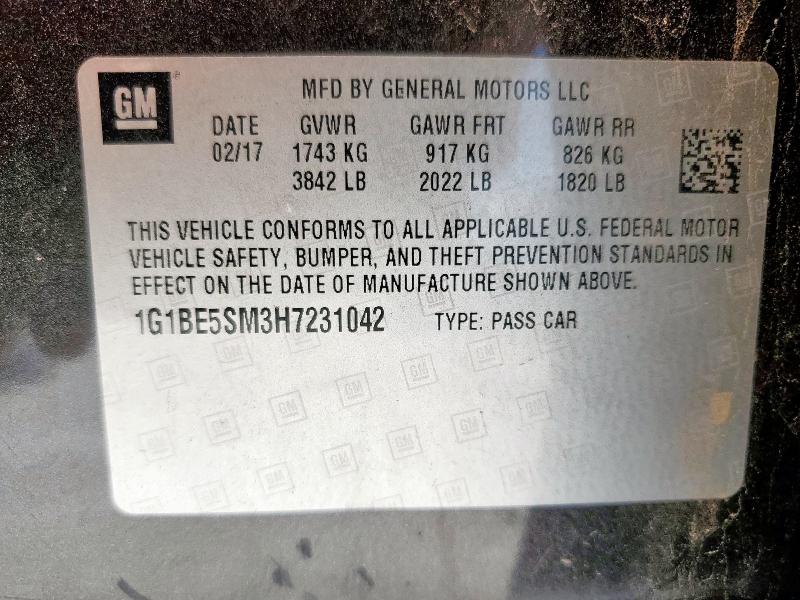 GM
MFD BY GENERAL MOTORS LLC
DATE GVWR GAWR FRT GAWR RR
02/17 1743 KG 917 KG 826 KG
3842 LB 2022 LB 1820 LB
THIS VEHICLE CONFORMS TO ALL APPLICABLE U.S. FEDERAL MOTOR
VEHICLE SAFETY, BUMPER, AND THEFT PREVENTION STANDARDS IN
EFFECT ON THE DATE OF MANUFACTURE SHOWN ABOVE.
1G1BE5SM3H7231042 TYPE: PASS CAR